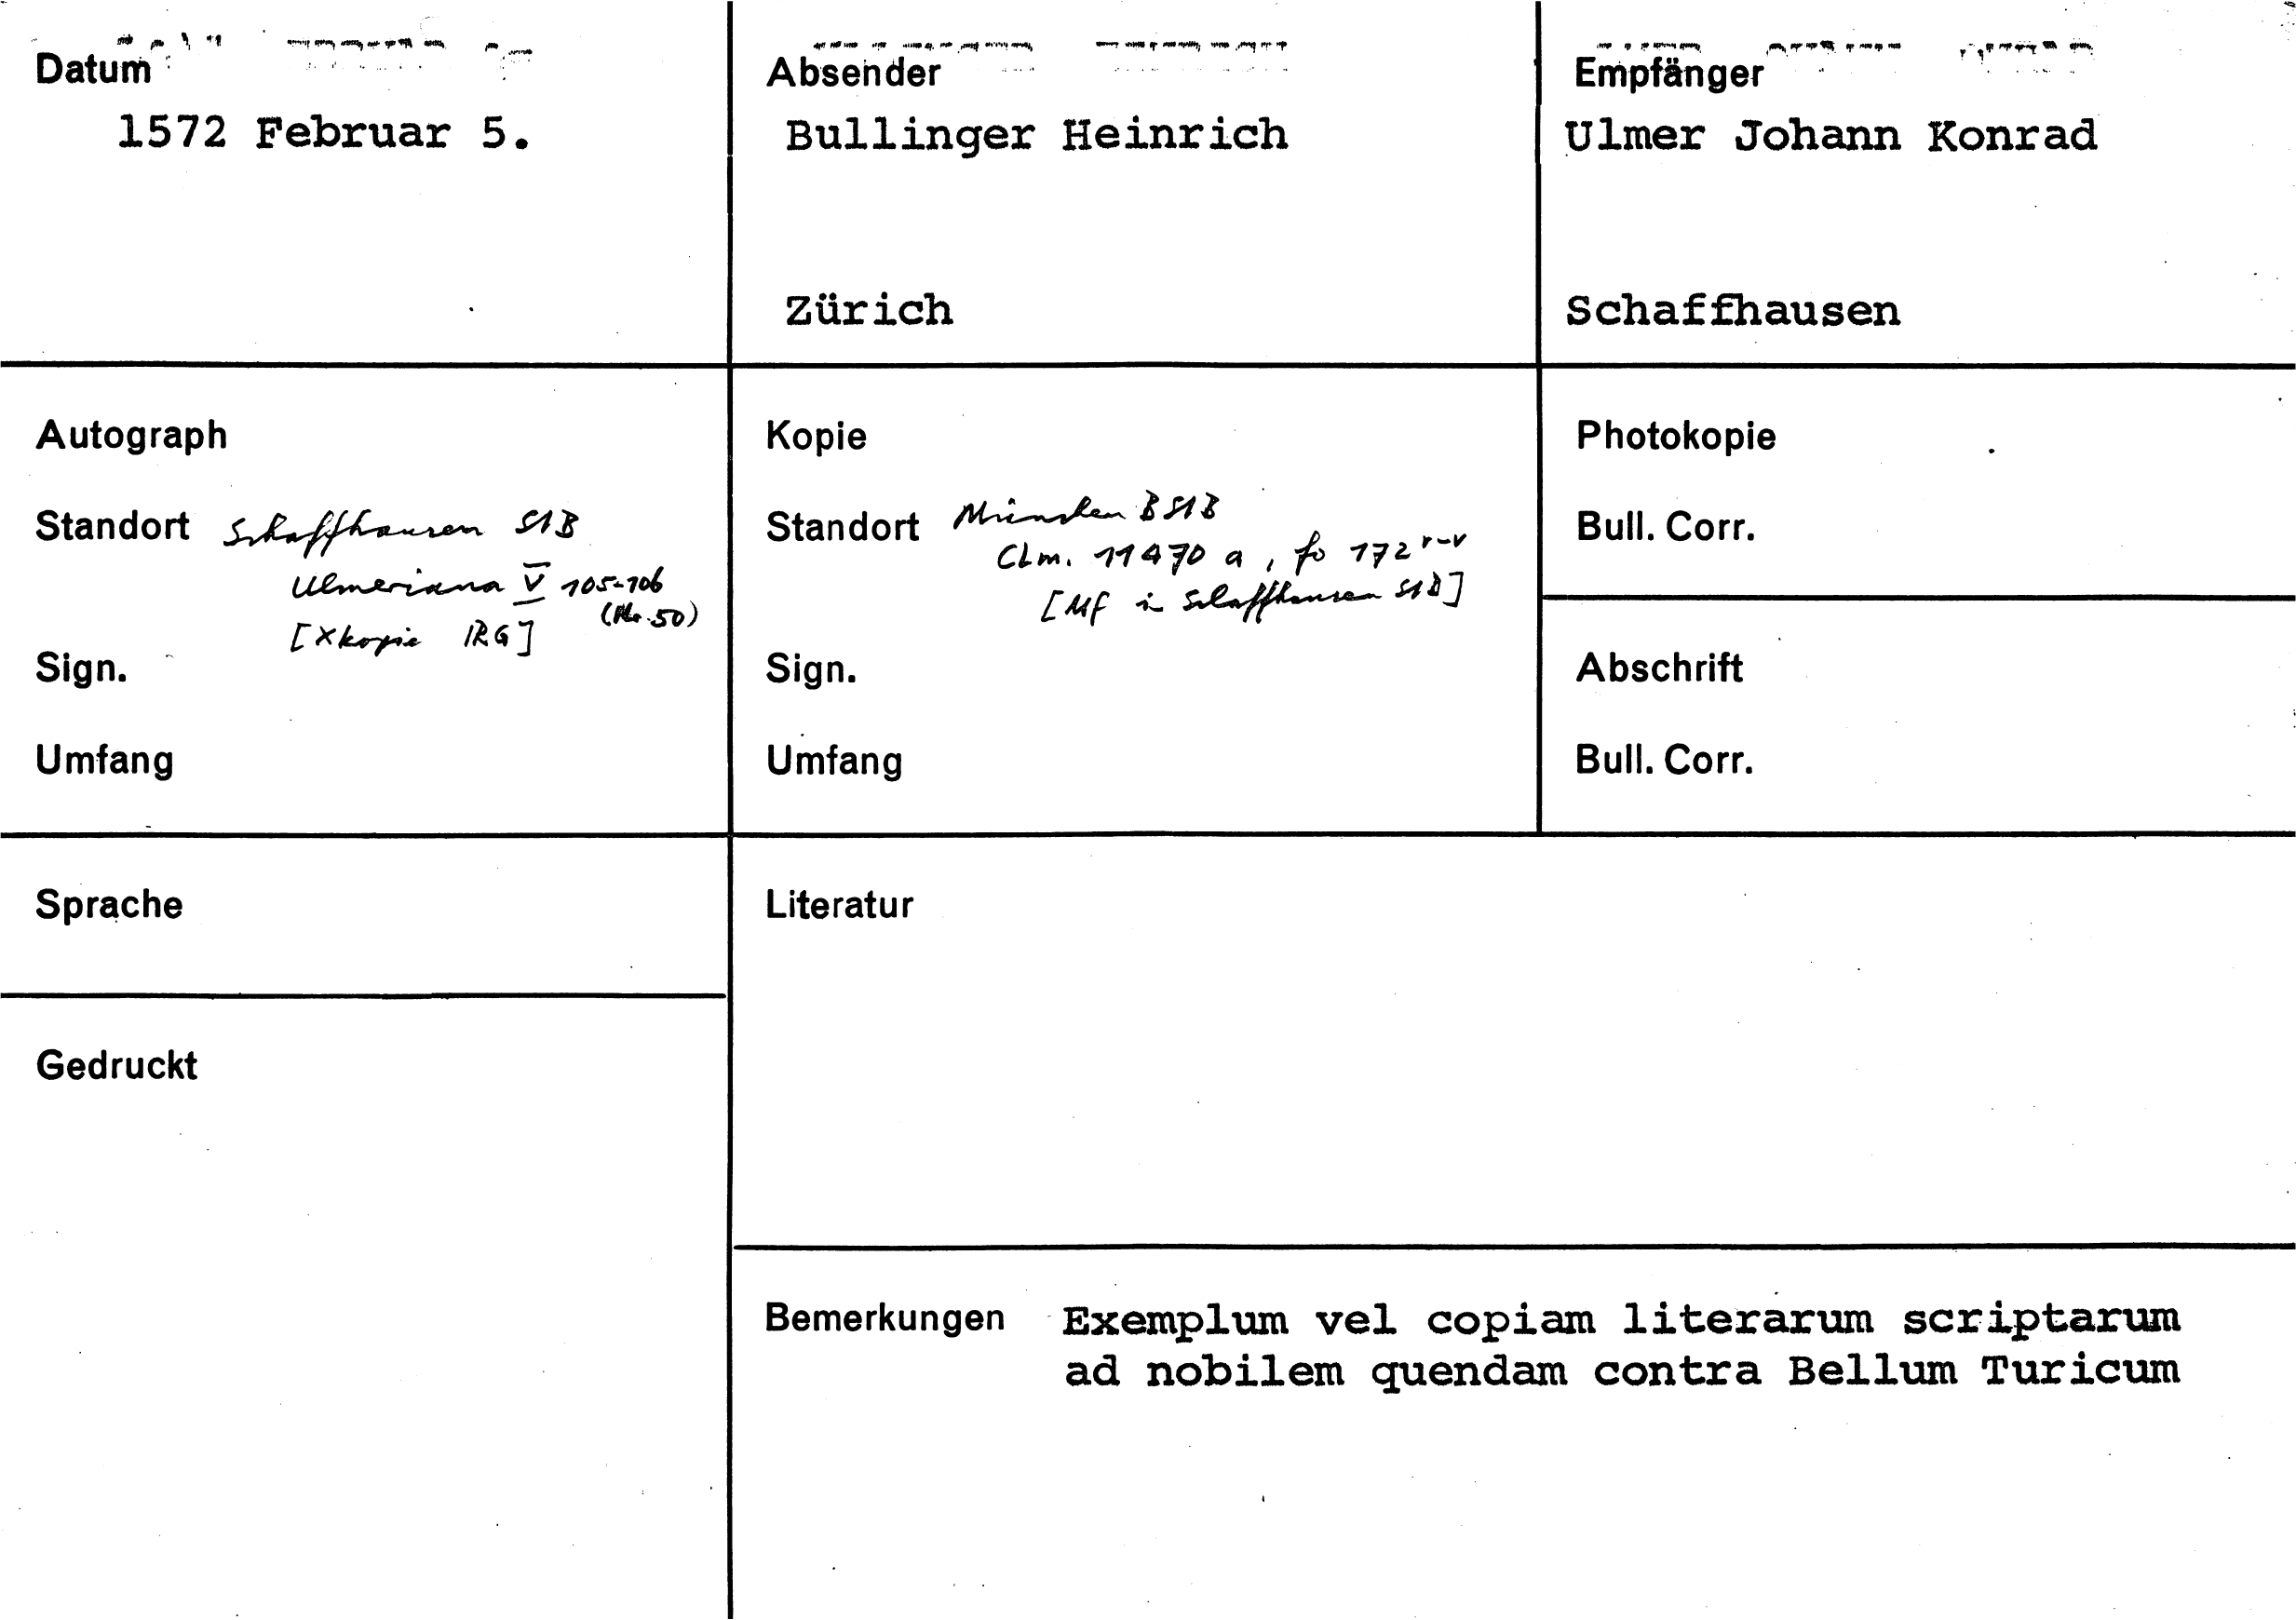 Datum
1572 Februar 5.
Absender
Bullinger Heinrich
Zürich
Empfänger
Ulmer Johann Konrad
Schaffhausen
Autograph
Standort Schaffhausen StB
Ulmeriana V 105-106
(Nr. 50)
[Xkopie IRG]
Sign.
Umfang
Kopie
Standort München BStB
Clm. 11470 a, fo 172 r-v
[MF in Schaffhausen StB]
Sign.
Umfang
Photokopie
Bull. Corr.
Abschrift
Bull. Corr.
Sprache
Gedruckt
Literatur
Bemerkungen Exemplum vel copiam literarum scriptarum
ad nobilem quendam contra Bellum Turicum